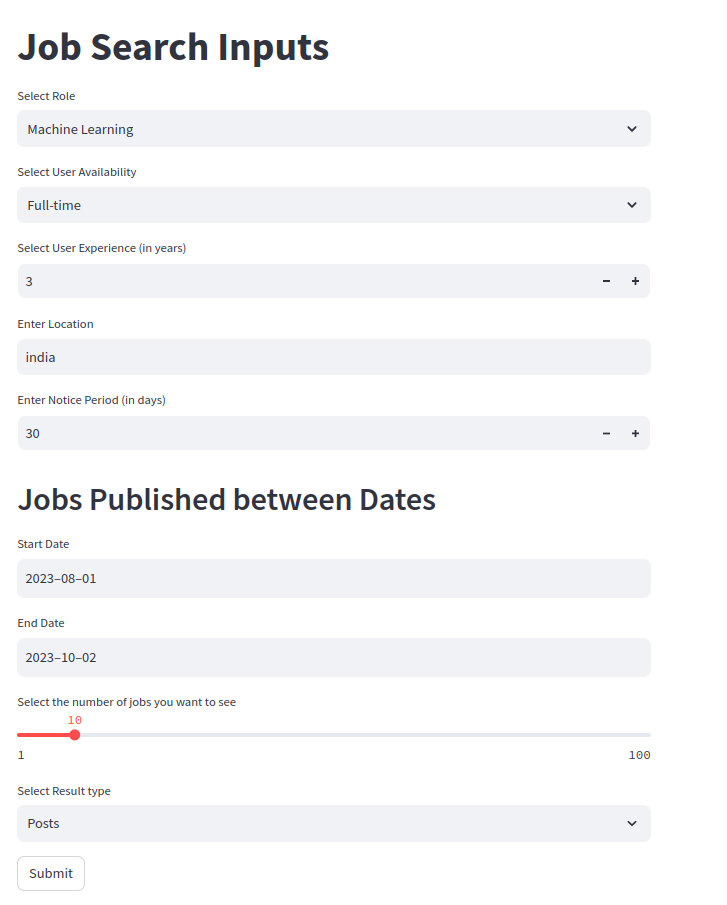 Job Search Inputs
Select Role
Machine Learning
Select User Availability
Full-time
Select User Experience (in years)
3
Enter Location
india
Enter Notice Period (in days)
30
Jobs Published between Dates
Start Date
2023–08–01
End Date
2023–10–02
Select the number of jobs you want to see
10
1 100
Select Result type
Posts
Submit